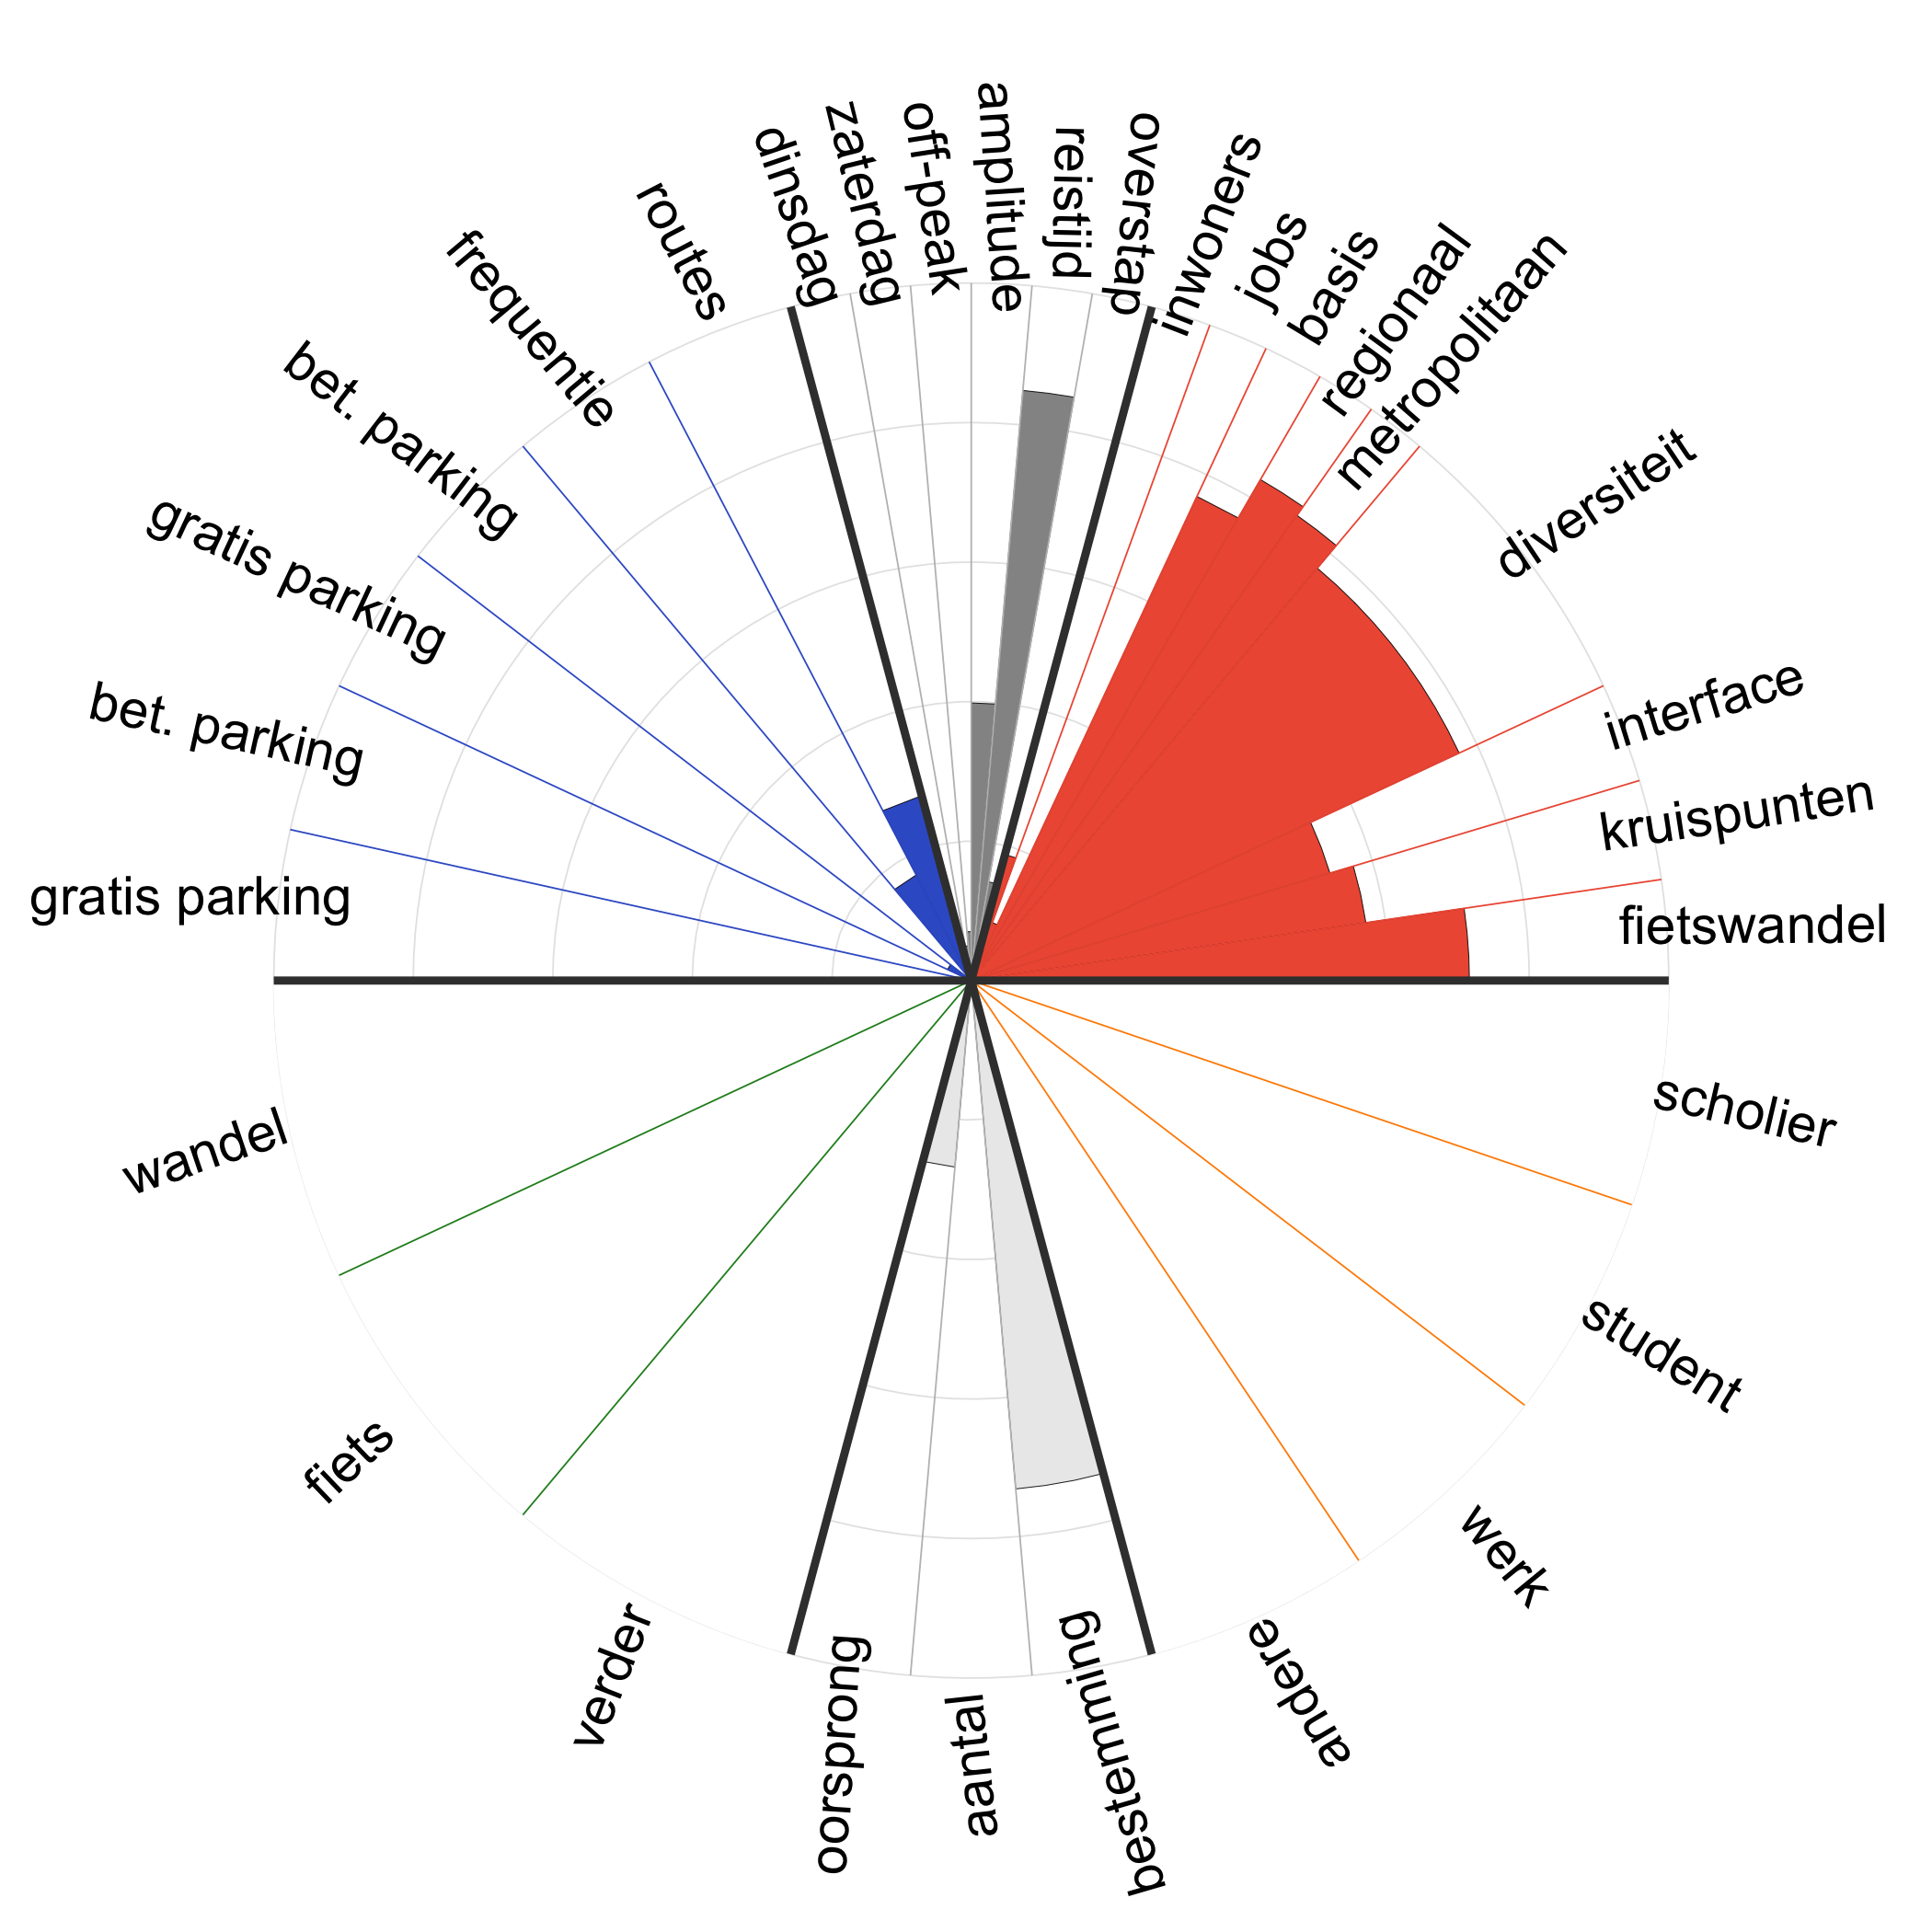 dinsdag
zaterdag
off-peak
amplitude
reistijd
overstap
inwoners
jobs
basis
regionaal
metropolitaan
diversiteit
interface
kruispunten
fietswandel
scholier
student
werk
andere
bestemming
aantal
oorsprong
verder
fiets
wandel
gratis parking
bet. parking
gratis parking
bet. parking
frequentie
routes